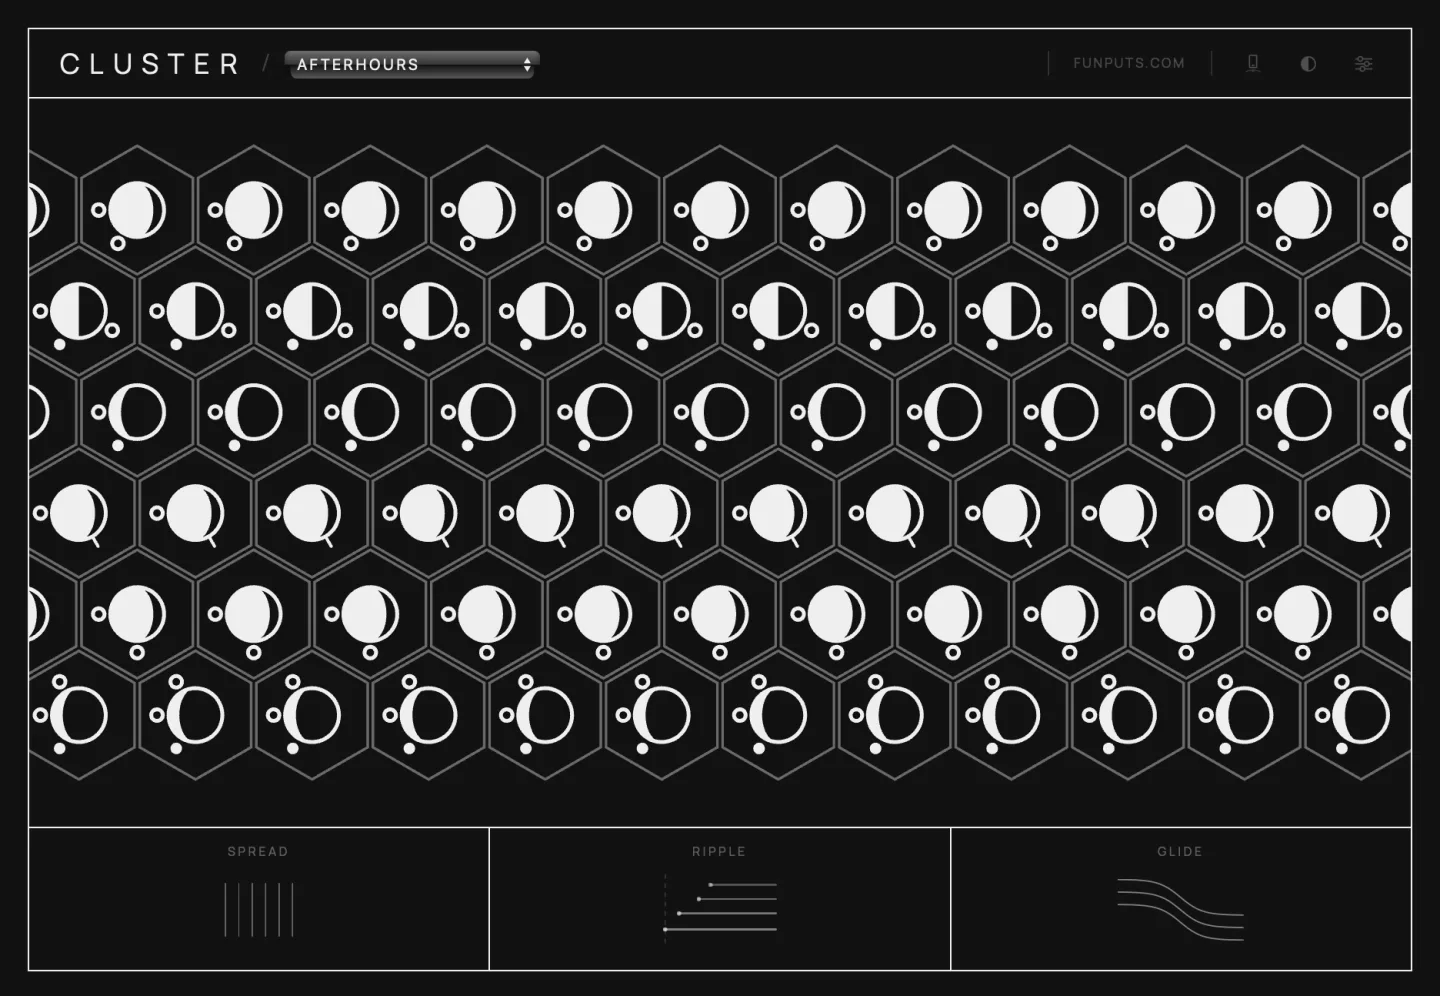 CLUSTER / AFTERHOURS
FUNPUTS.COM
SPREAD
RIPPLE
GLIDE